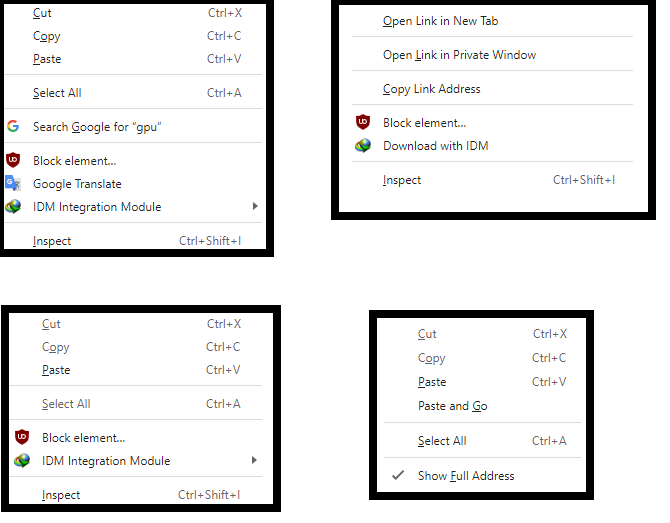 Cut Ctrl+X
Copy Ctrl+C
Paste Ctrl+V
Select All Ctrl+A
Search Google for “gpu”
Block element...
Google Translate
IDM Integration Module
Inspect Ctrl+Shift+I
Open Link in New Tab
Open Link in Private Window
Copy Link Address
Block element...
Download with IDM
Inspect Ctrl+Shift+I
Cut Ctrl+X
Copy Ctrl+C
Paste Ctrl+V
Select All Ctrl+A
Block element...
IDM Integration Module
Inspect Ctrl+Shift+I
Cut Ctrl+X
Copy Ctrl+C
Paste Ctrl+V
Paste and Go
Select All Ctrl+A
Show Full Address